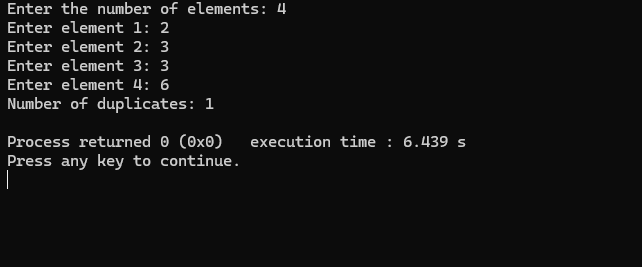 Enter the number of elements: 4
Enter element 1: 2
Enter element 2: 3
Enter element 3: 3
Enter element 4: 6
Number of duplicates: 1
Process returned 0 (0x0)   execution time : 6.439 s
Press any key to continue.